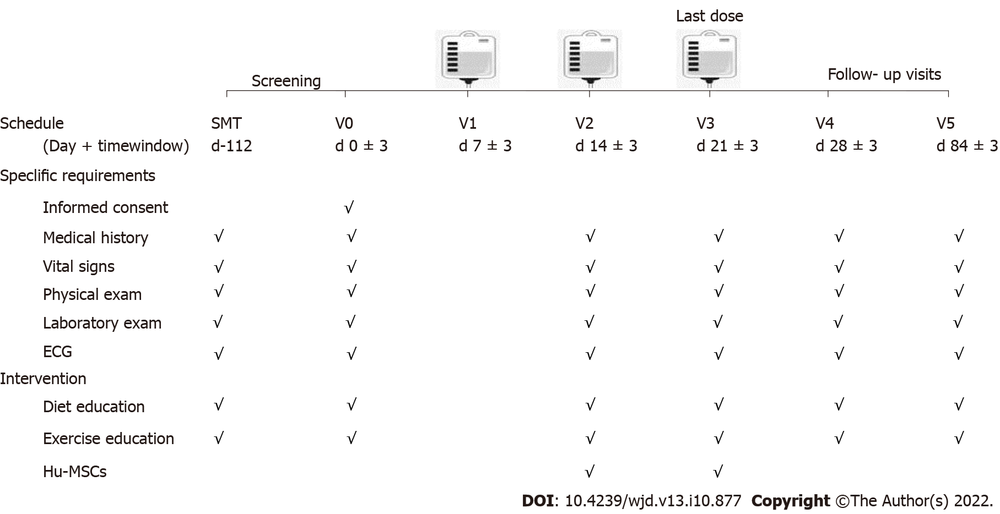 Last dose
Screening
Follow- up visits
Schedule SMT V0 V1 V2 V3 V4 V5
(Day + timewindow) d-112 d 0 ± 3 d 7 ± 3 d 14 ± 3 d 21 ± 3 d 28 ± 3 d 84 ± 3
Speclific requirements
Informed consent √
Medical history √ √ √ √ √ √
Vital signs √ √ √ √ √ √
Physical exam √ √ √ √ √ √
Laboratory exam √ √ √ √ √ √
ECG √ √ √ √ √ √
Intervention
Diet education √ √ √ √ √ √
Exercise education √ √ √ √ √ √
Hu-MSCs √ √
DOI: 10.4239/wjd.v13.i10.877 Copyright ©The Author(s) 2022.